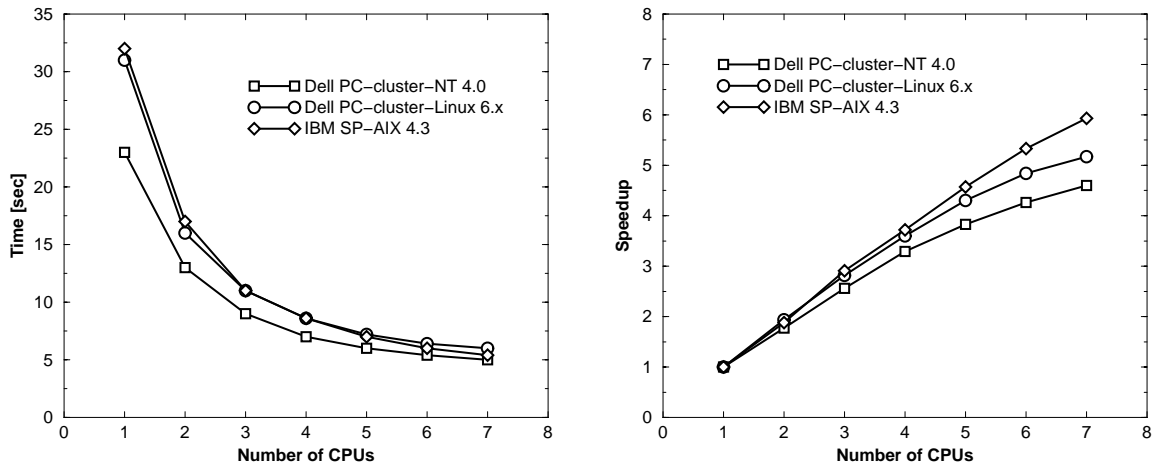 35
30
25
20
15
10
5
0
Time [sec]
Dell PC−cluster−NT 4.0
Dell PC−cluster−Linux 6.x
IBM SP−AIX 4.3
0 1 2 3 4 5 6 7 8
Number of CPUs
8
7
6
5
4
3
2
1
0
Speedup
Dell PC−cluster−NT 4.0
Dell PC−cluster−Linux 6.x
IBM SP−AIX 4.3
0 1 2 3 4 5 6 7 8
Number of CPUs